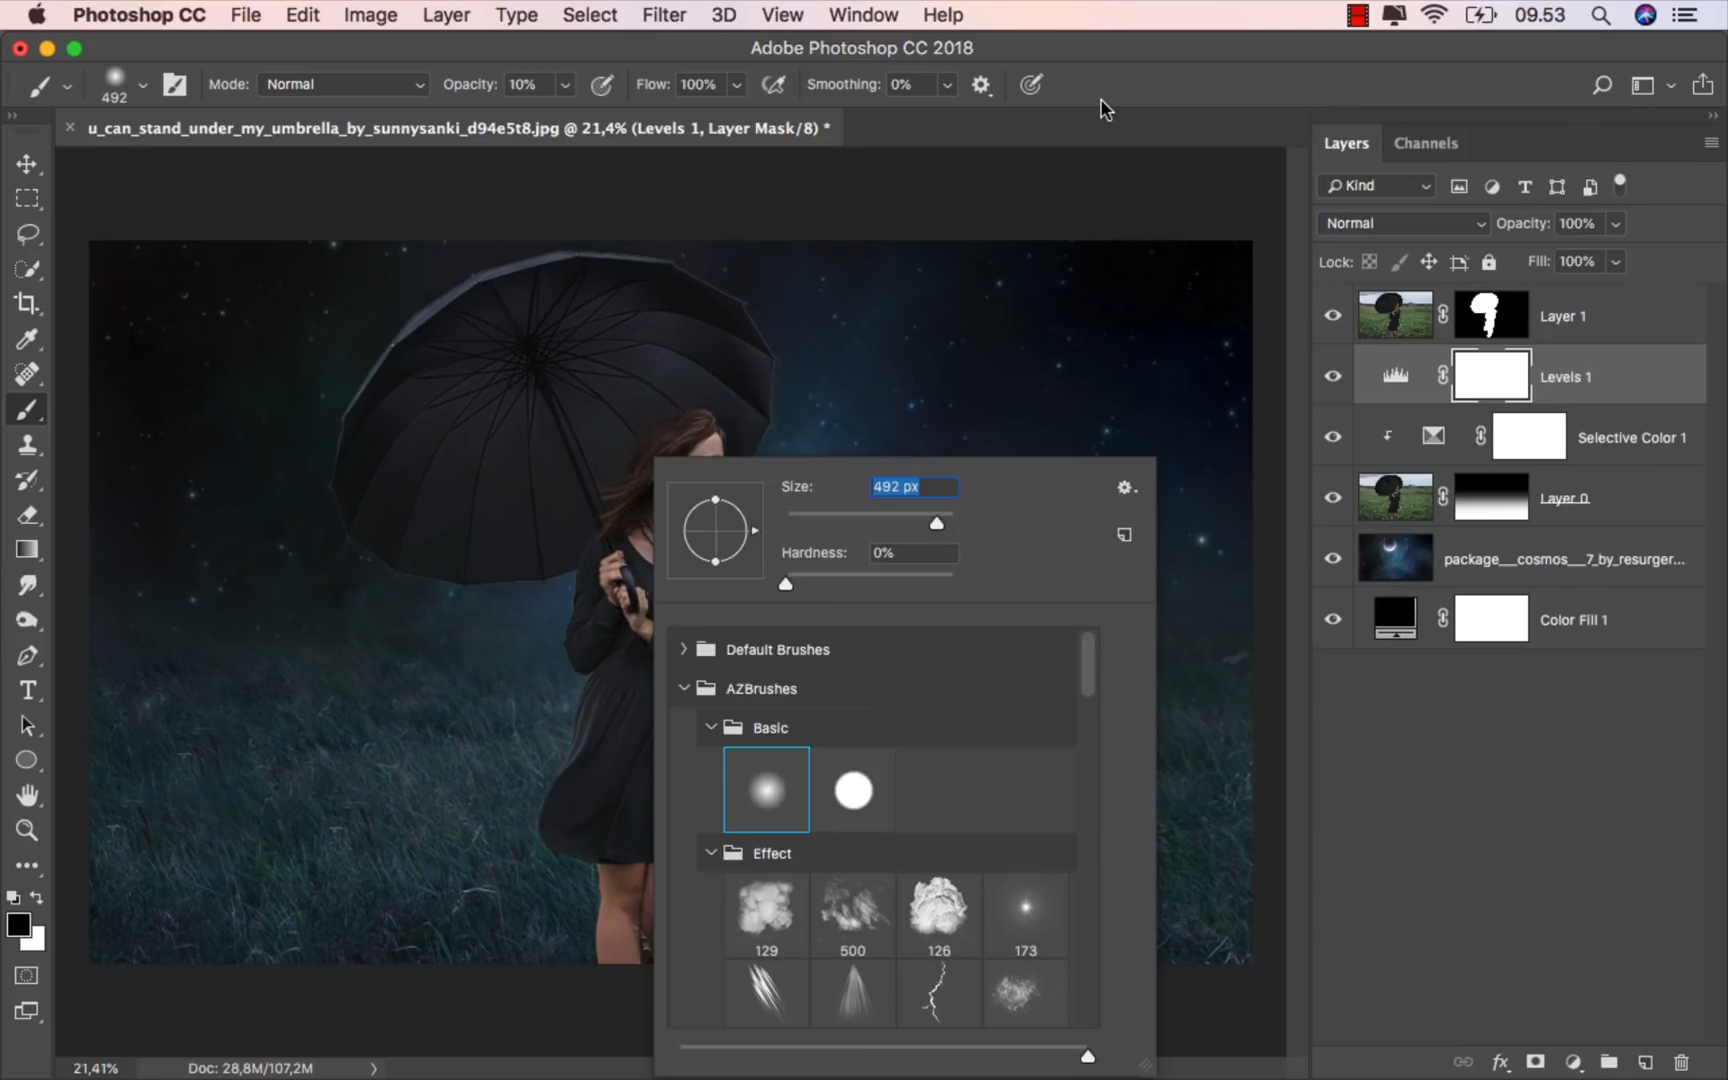 Photoshop CC File Edit Image Layer Type Select Filter 3D View Window Help 09.53
Adobe Photoshop CC 2018
492 Mode: Normal Opacity: 10% Flow: 100% Smoothing: 0%
u_can_stand_under_my_umbrella_by_sunnysanki_d94e5t8.jpg @ 21,4% (Levels 1, Layer Mask/8) *
Layers Channels
Kind
Normal Opacity: 100%
Lock: Fill: 100%
Layer 1
Levels 1
Selective Color 1
Layer 0
package__cosmos__7_by_resurger...
Color Fill 1
Size: 492 px
Hardness: 0%
Default Brushes
AZBrushes
Basic
Effect
129 500 126 173
21,41% Doc: 28,8M/107,2M